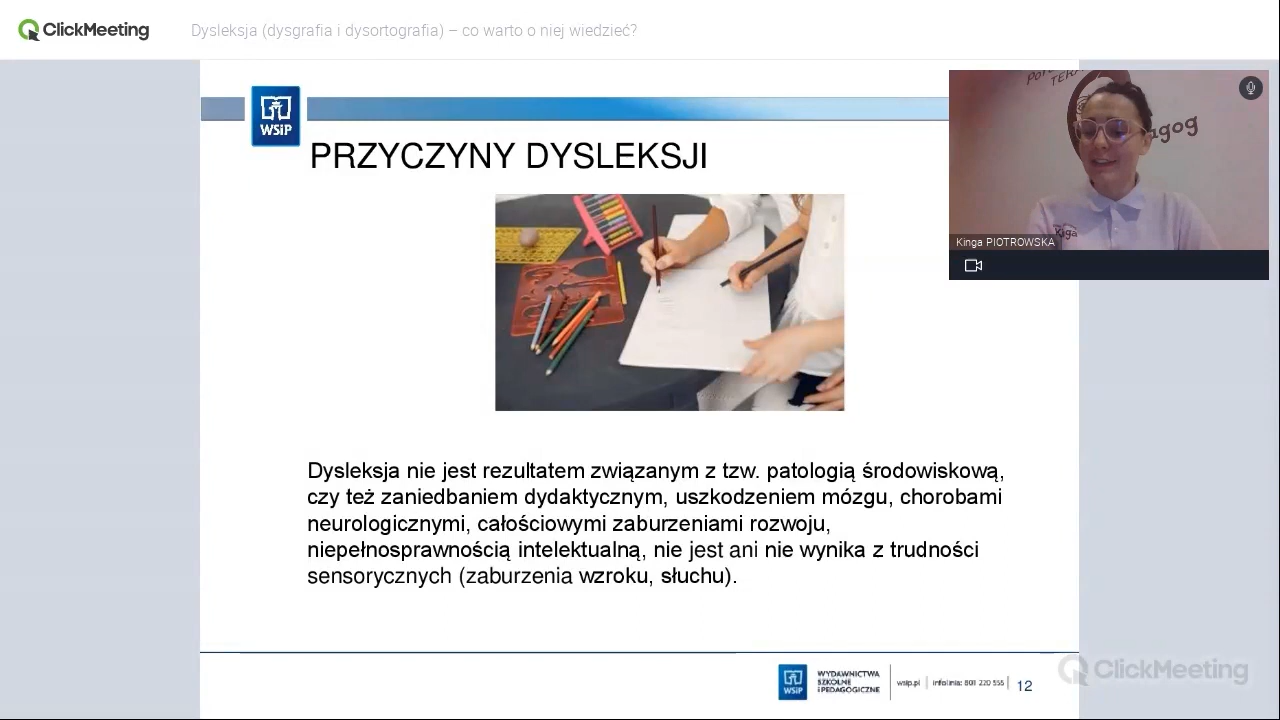 ClickMeeting
Dysleksja (dysgrafia i dysortografia) – co warto o niej wiedzieć?
WSiP
PRZYCZYNY DYSLEKSJI
agog
Kinga
Kinga PIOTROWSKA
Dysleksja nie jest rezultatem związanym z tzw. patologią środowiskową,
czy też zaniedbaniem dydaktycznym, uszkodzeniem mózgu, chorobami
neurologicznymi, całościowymi zaburzeniami rozwoju,
niepełnosprawnością intelektualną, nie jest ani nie wynika z trudności
sensorycznych (zaburzenia wzroku, słuchu).
WSiP
WYDAWNICTWA
SZKOLNE
i PEDAGOGICZNE
wsip.pl | infolinia: 801 220 555 | 12
ClickMeeting